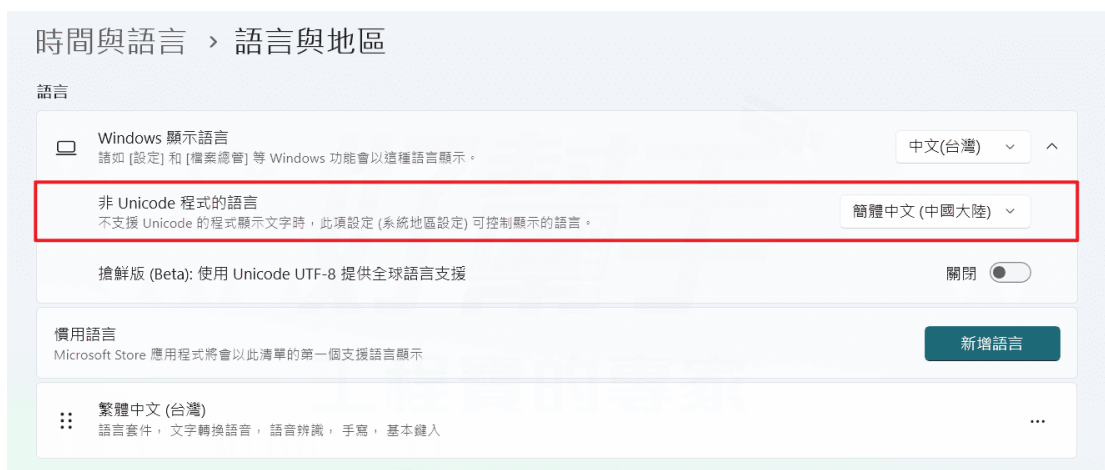 時間與語言 › 語言與地區
語言
Windows 顯示語言
諸如 [設定] 和 [檔案總管] 等 Windows 功能會以這種語言顯示。
中文(台灣)
非 Unicode 程式的語言
不支援 Unicode 的程式顯示文字時，此項設定 (系統地區設定) 可控制顯示的語言。
簡體中文 (中國大陸)
搶鮮版 (Beta): 使用 Unicode UTF-8 提供全球語言支援
關閉
慣用語言
Microsoft Store 應用程式將會以此清單的第一個支援語言顯示
新增語言
繁體中文 (台灣)
語言套件， 文字轉換語音， 語音辨識， 手寫， 基本鍵入